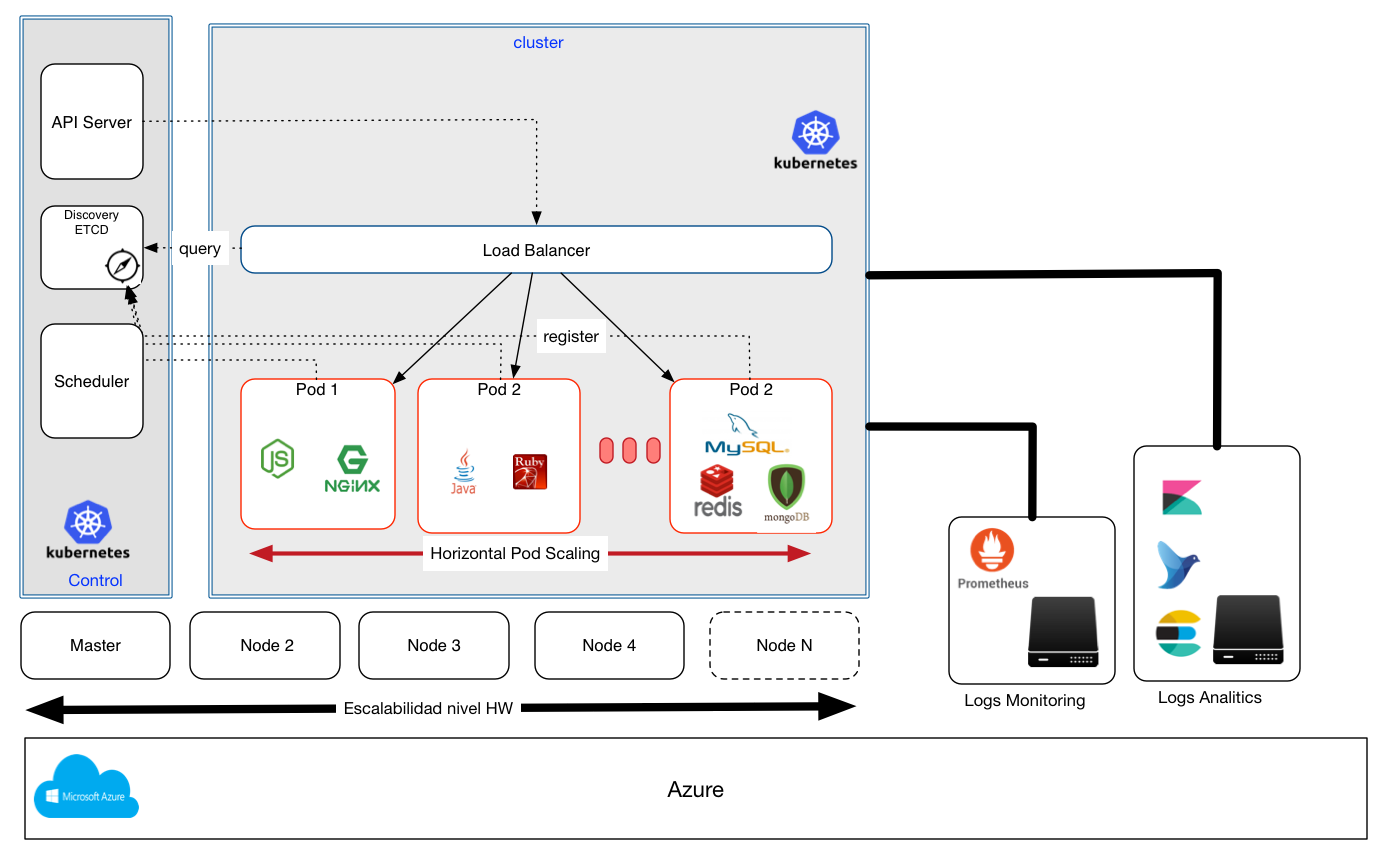 cluster
API Server
kubernetes
Discovery
ETCD
query
Load Balancer
register
Scheduler
Pod 1
Pod 2
Pod 2
JS
NGINX
Java
Ruby
MySQL®
redis
mongoDB
kubernetes
Control
Horizontal Pod Scaling
Prometheus
Master
Node 2
Node 3
Node 4
Node N
Logs Monitoring
Logs Analitics
Escalabilidad nivel HW
Microsoft Azure
Azure